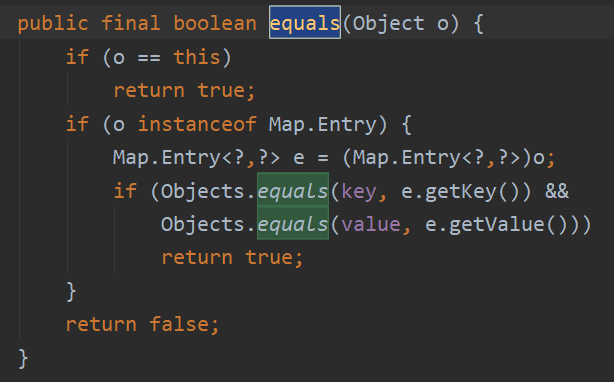 public final boolean equals(Object o) {
    if (o == this)
        return true;
    if (o instanceof Map.Entry) {
        Map.Entry<?,?> e = (Map.Entry<?,?>)o;
        if (Objects.equals(key, e.getKey()) &&
            Objects.equals(value, e.getValue()))
            return true;
    }
    return false;
}